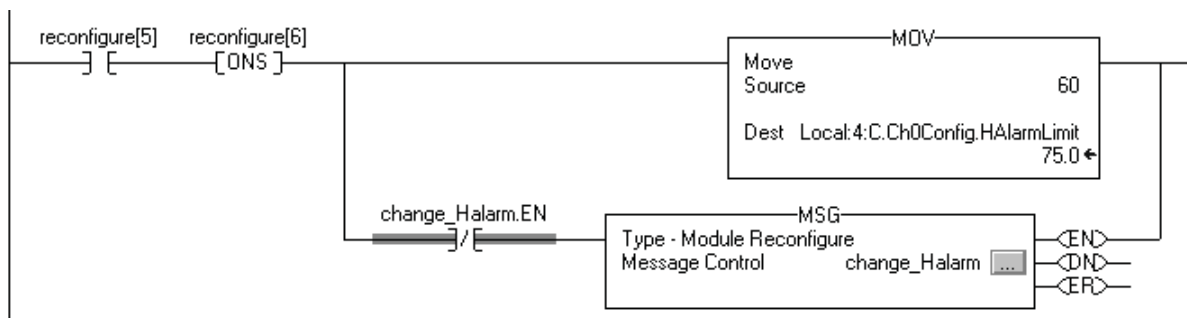 reconfigure[5] reconfigure[6]
ONS
MOV
Move
Source 60
Dest Local:4:C.Ch0Config.HAlarmLimit
75.0
change_Halarm.EN
/
MSG
Type - Module Reconfigure
Message Control change_Halarm ...
EN
DN
ER